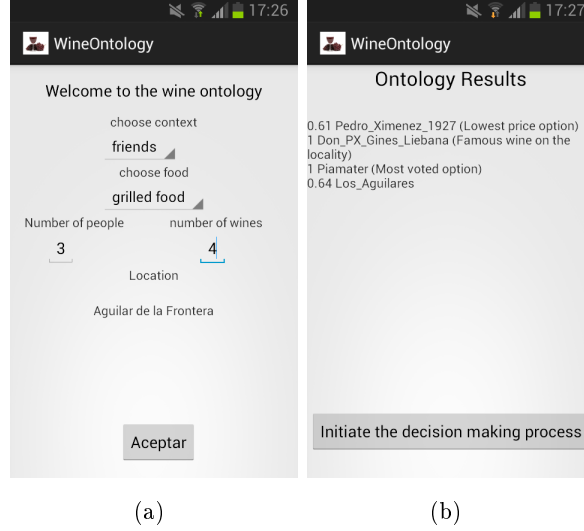 17:26
WineOntology
Welcome to the wine ontology
choose context
friends
choose food
grilled food
Number of people number of wines
3 4
Location
Aguilar de la Frontera
Aceptar
(a)
17:27
WineOntology
Ontology Results
0.61 Pedro_Ximenez_1927 (Lowest price option)
1 Don_PX_Gines_Liebana (Famous wine on the
locality)
1 Piamater (Most voted option)
0.64 Los_Aguilares
Initiate the decision making process
(b)